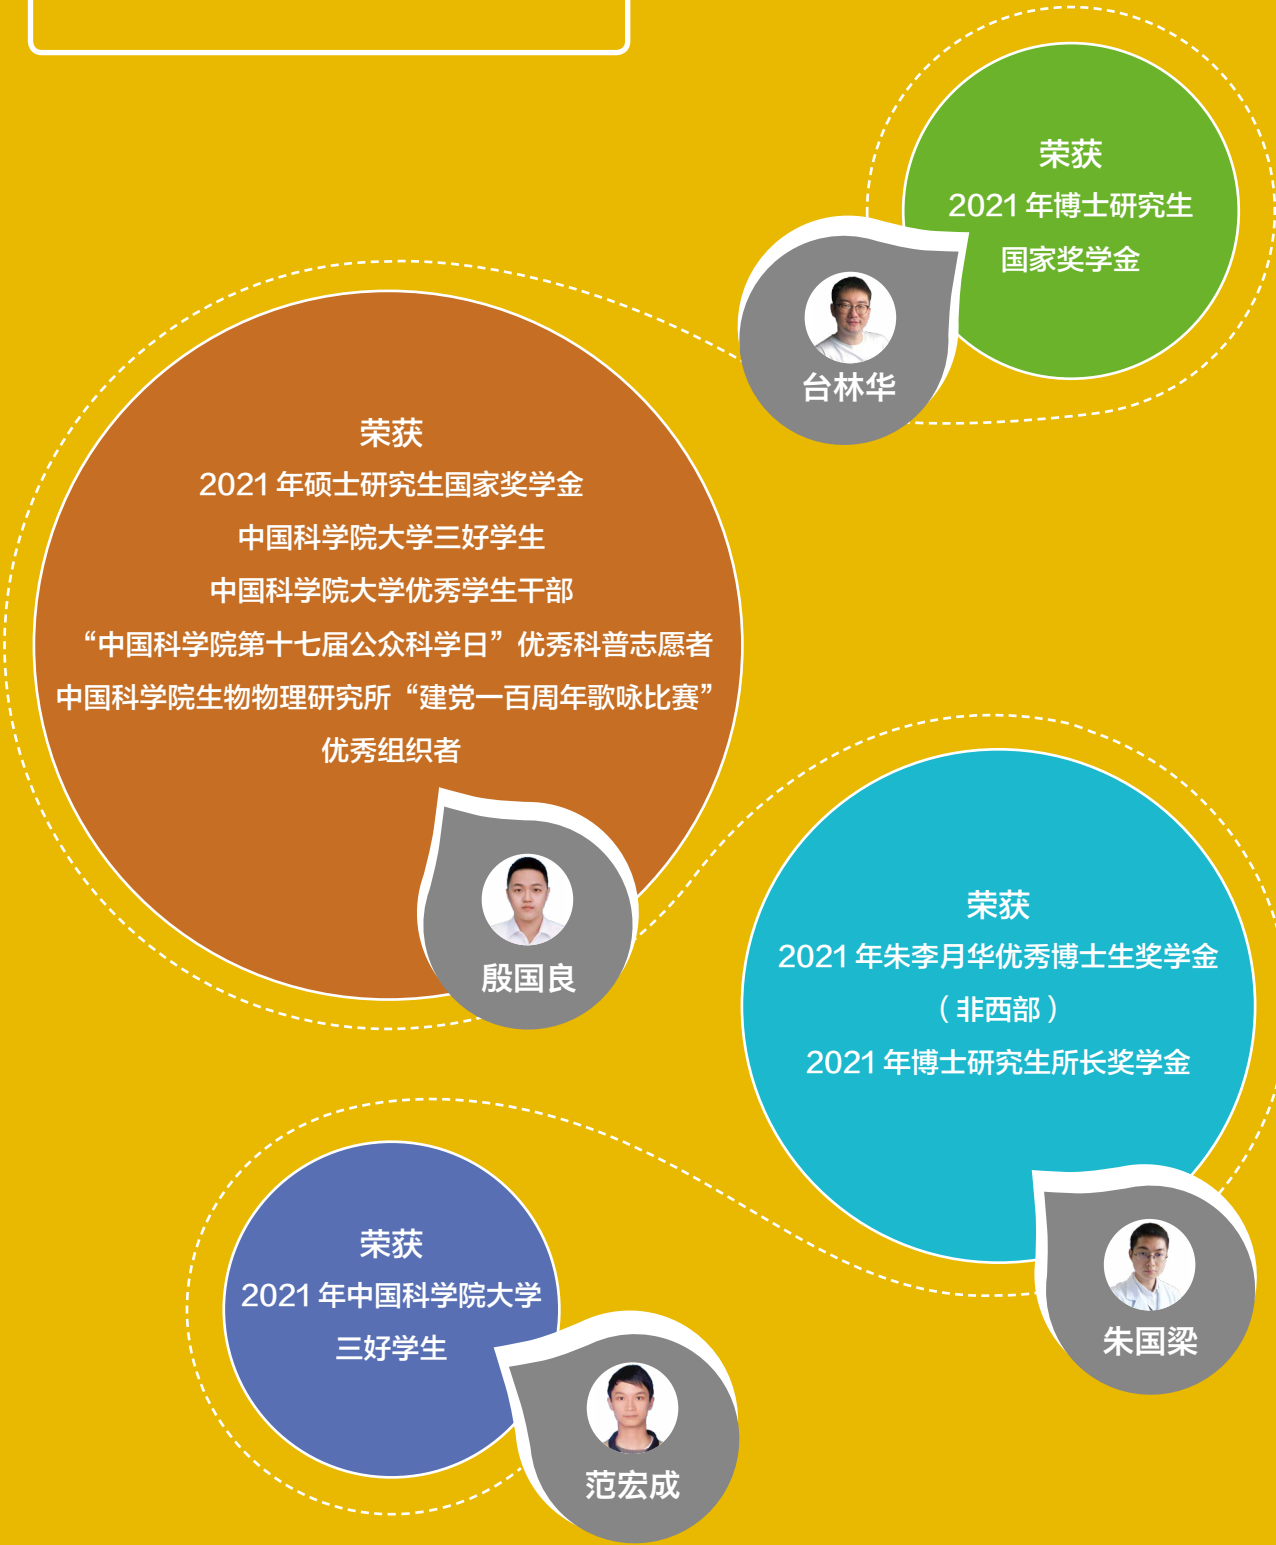 荣获
2021 年博士研究生
国家奖学金
台林华
荣获
2021 年硕士研究生国家奖学金
中国科学院大学三好学生
中国科学院大学优秀学生干部
“中国科学院第十七届公众科学日”优秀科普志愿者
中国科学院生物物理研究所“建党一百周年歌咏比赛”
优秀组织者
殷国良
荣获
2021 年朱李月华优秀博士生奖学金
（非西部）
2021 年博士研究生所长奖学金
朱国梁
荣获
2021 年中国科学院大学
三好学生
范宏成